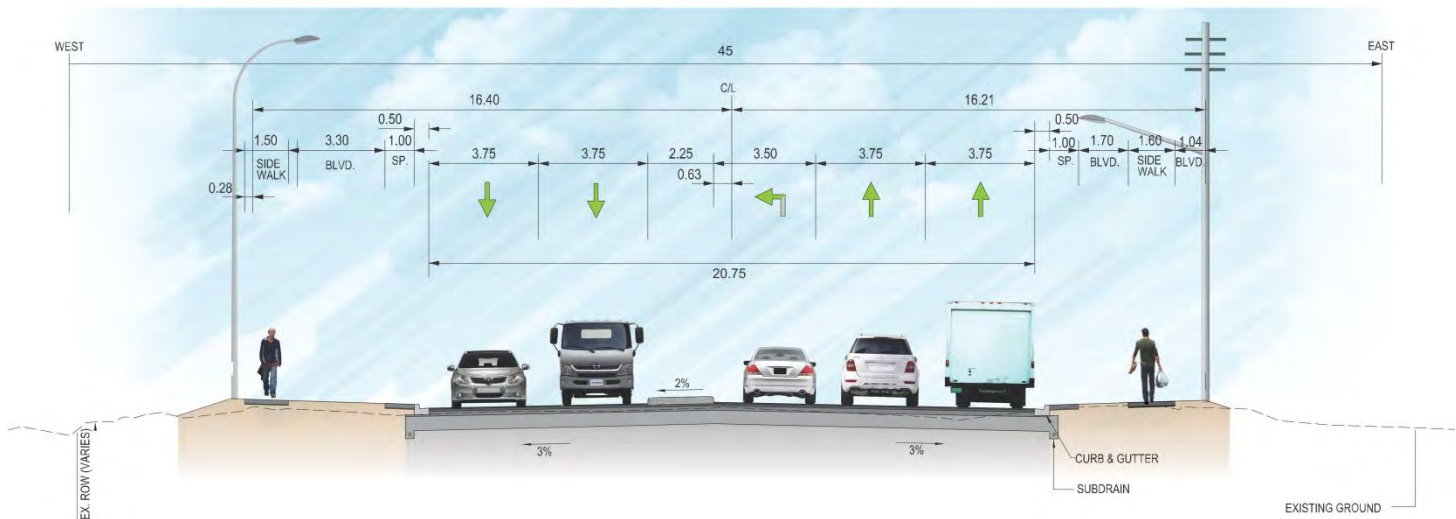 WEST
45
EAST
C/L
16.40
16.21
0.50
0.50
1.50
3.30
1.00
3.75
3.75
2.25
3.50
3.75
3.75
1.00
1.70
1.60
1.04
SIDE
WALK
BLVD.
SP.
SP.
BLVD.
SIDE
WALK
BLVD.
0.63
0.28
20.75
2%
3%
3%
CURB & GUTTER
SUBDRAIN
EX. ROW (VARIES)
EXISTING GROUND